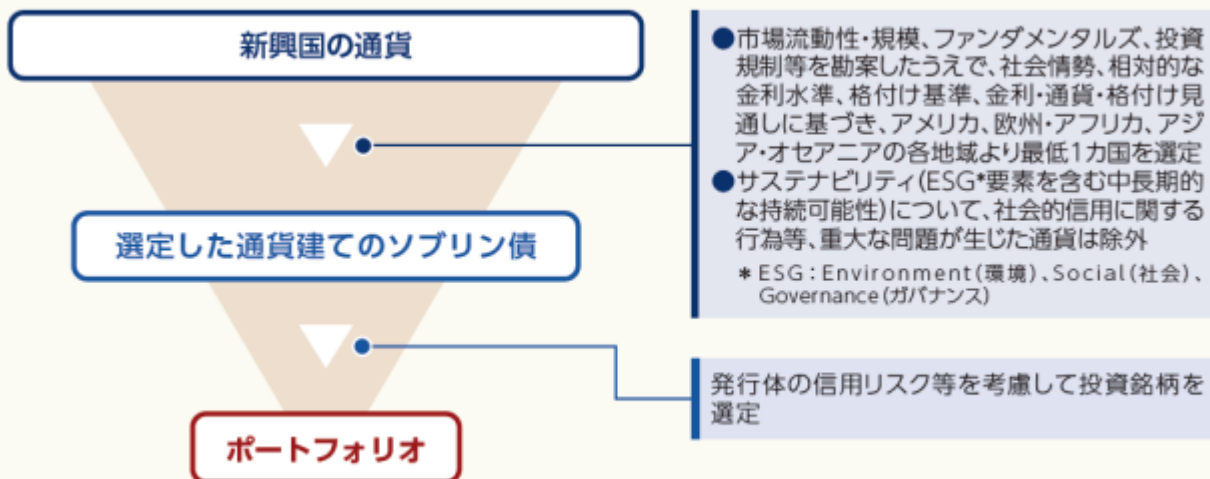 新興国の通貨
●市場流動性・規模、ファンダメンタルズ、投資
規制等を勘案したうえで、社会情勢、相対的な
金利水準、格付け基準、金利・通貨・格付け見
通しに基づき、アメリカ、欧州・アフリカ、アジ
ア・オセアニアの各地域より最低1カ国を選定
●サステナビリティ(ESG*要素を含む中長期的
な持続可能性)について、社会的信用に関する
行為等、重大な問題が生じた通貨は除外
* ESG:Environment(環境)、Social(社会)、
Governance(ガバナンス)
選定した通貨建てのソブリン債
発行体の信用リスク等を考慮して投資銘柄を
選定
ポートフォリオ